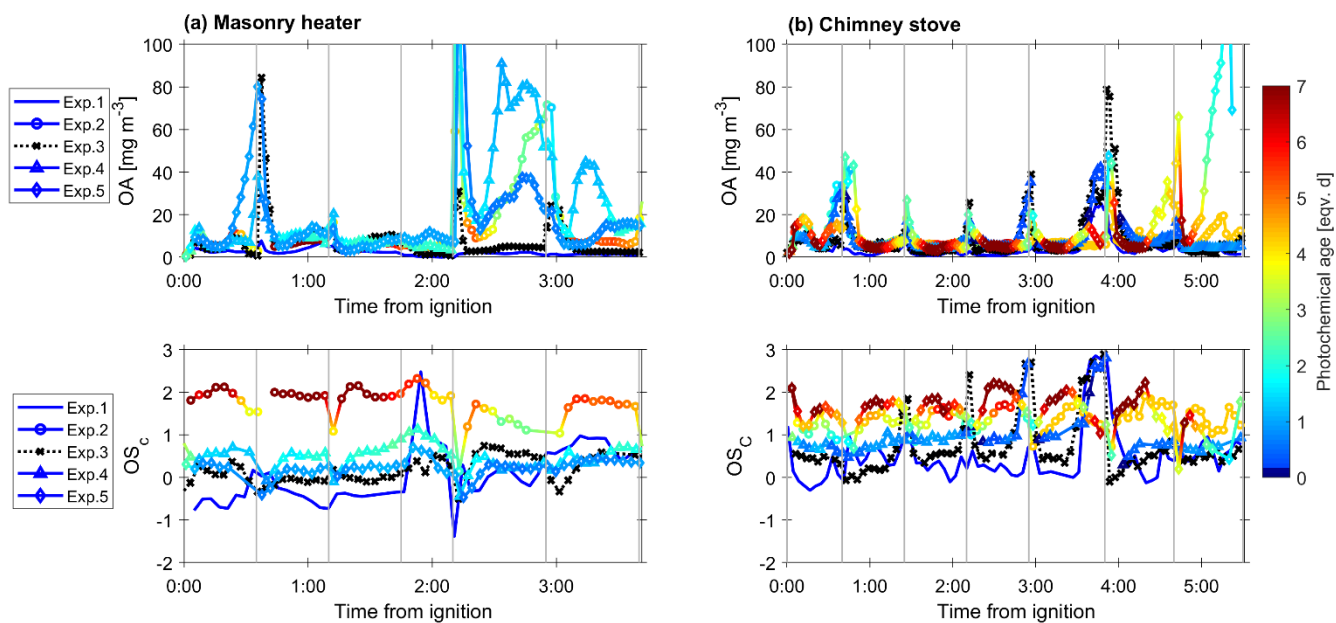 (a) Masonry heater
(b) Chimney stove
Exp.1
Exp.2
Exp.3
Exp.4
Exp.5
OA [mg m-3]
100
80
60
40
20
0
0:00 1:00 2:00 3:00
Time from ignition
OA [mg m-3]
100
80
60
40
20
0
0:00 1:00 2:00 3:00 4:00 5:00
Time from ignition
Exp.1
Exp.2
Exp.3
Exp.4
Exp.5
OSc
3
2
1
0
-1
-2
0:00 1:00 2:00 3:00
Time from ignition
OSC
3
2
1
0
-1
-2
0:00 1:00 2:00 3:00 4:00 5:00
Time from ignition
7
6
5
4
3
2
1
0
Photochemical age [eqv. d]